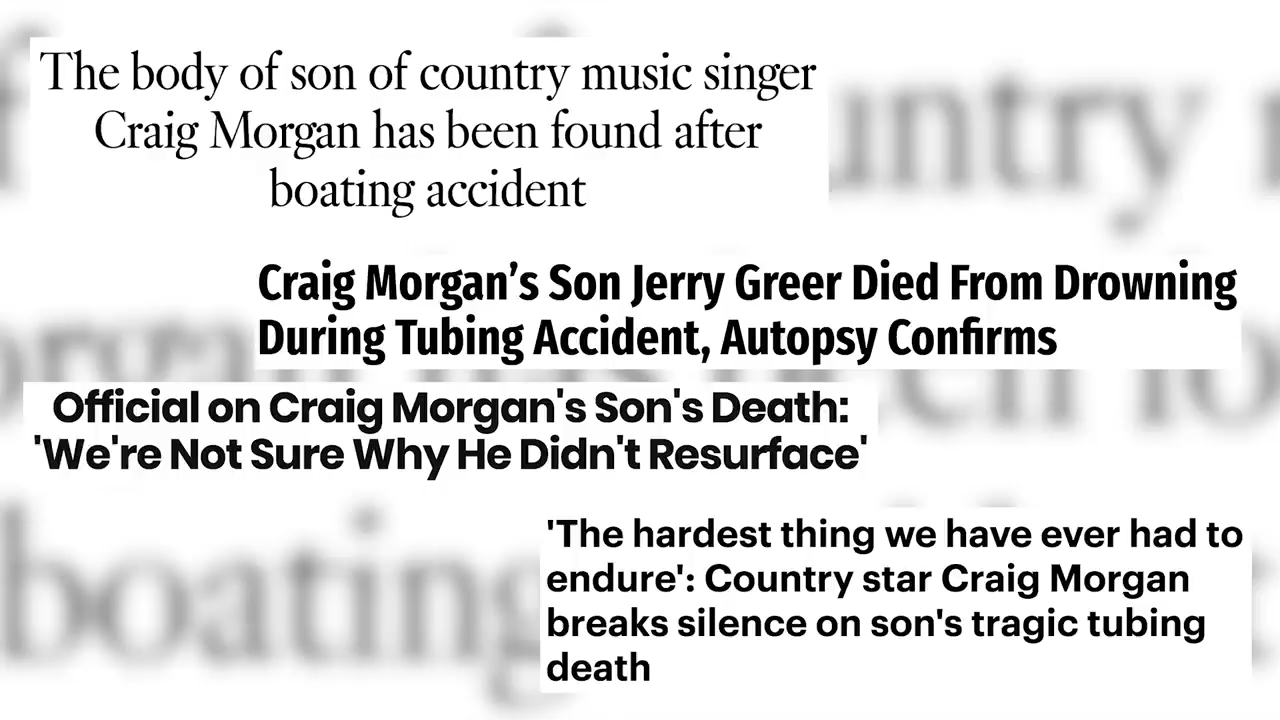 The body of son of country music singer
Craig Morgan has been found after
boating accident
Craig Morgan’s Son Jerry Greer Died From Drowning
During Tubing Accident, Autopsy Confirms
Official on Craig Morgan's Son's Death:
'We're Not Sure Why He Didn't Resurface'
'The hardest thing we have ever had to
endure': Country star Craig Morgan
breaks silence on son's tragic tubing
death